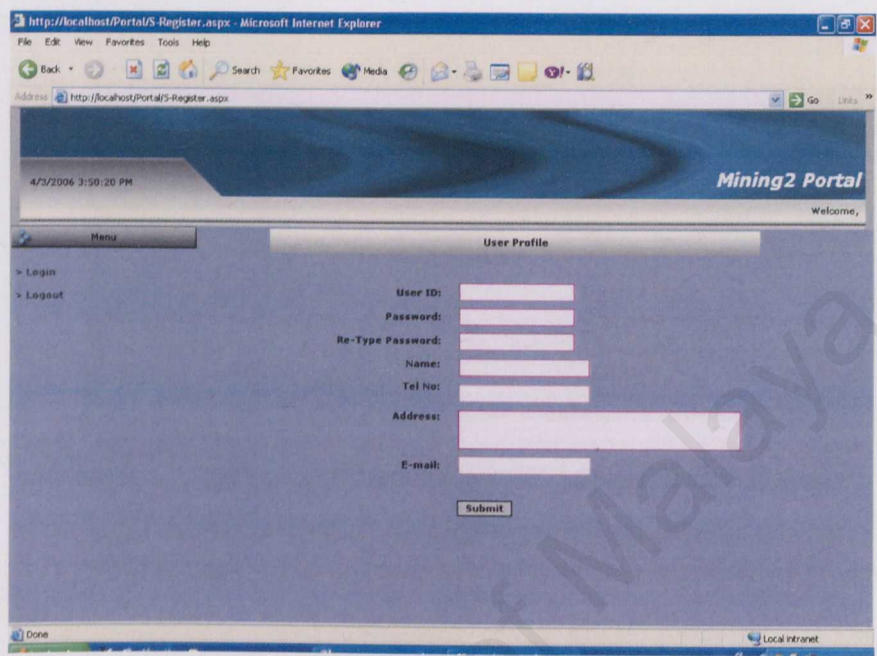 http://localhost/Portal/S-Register.aspx - Microsoft Internet Explorer
File Edit View Favorites Tools Help
Back Search Favorites Media
Address http://localhost/Portal/S-Register.aspx Go Links »
4/3/2006 3:50:20 PM
Mining2 Portal
Welcome,
Menu
User Profile
> Login
> Logout
User ID:
Password:
Re-Type Password:
Name:
Tel No:
Address:
E-mail:
Submit
of Malaya
Done Local intranet